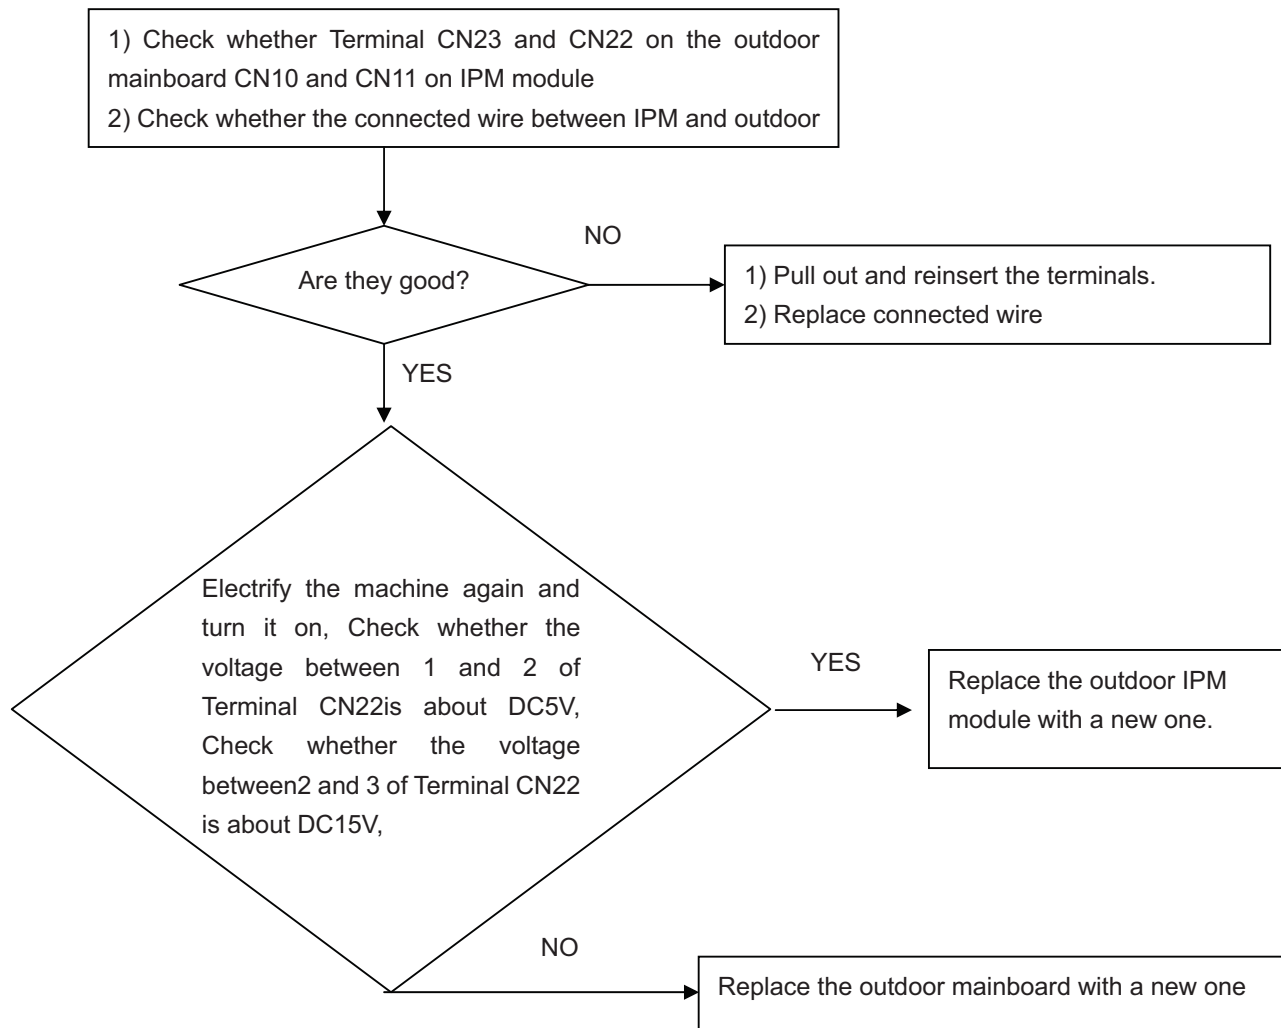 1) Check whether Terminal CN23 and CN22 on the outdoor
mainboard CN10 and CN11 on IPM module
2) Check whether the connected wire between IPM and outdoor
NO
Are they good?
1) Pull out and reinsert the terminals.
2) Replace connected wire
YES
Electrify the machine again and
turn it on, Check whether the
voltage between 1 and 2 of
Terminal CN22is about DC5V,
Check whether the voltage
between2 and 3 of Terminal CN22
is about DC15V,
YES
Replace the outdoor IPM
module with a new one.
NO
Replace the outdoor mainboard with a new one